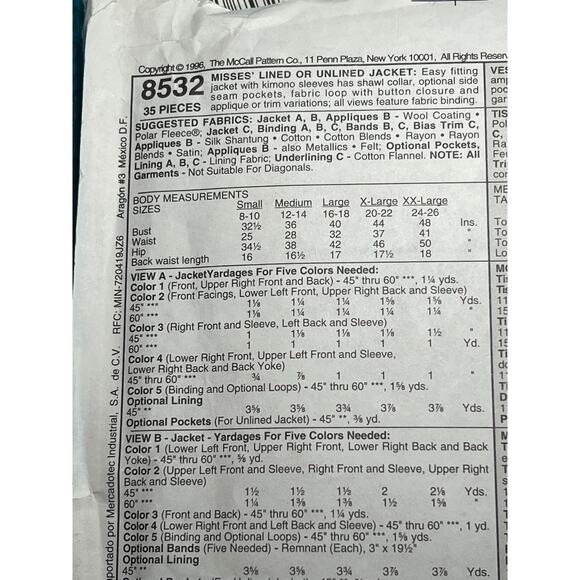 Copyright © 1996, The McCall Pattern Co., 11 Penn Plaza, New York 10001, All Rights
8532
35 PIECES
MISSES' LINED OR UNLINED JACKET: Easy fitting
jacket with kimono sleeves has shawl collar, optional side
seam pockets, fabric loop with button closure and
applique or trim variations; all views feature fabric binding.
SUGGESTED FABRICS: Jacket A, B, Appliques B - Wool Coating •
Polar Fleece®; Jacket C, Binding A, B, C, Bands B, C, Bias Trim C,
Appliques B - Silk Shantung • Cotton • Cotton Blends • Rayon • Rayon
Blends • Satin; Appliques B - also Metallics • Felt; Optional Pockets,
Lining A, B, C - Lining Fabric; Underlining C - Cotton Flannel. NOTE: All
Garments - Not Suitable For Diagonals.
BODY MEASUREMENTS
SIZES Small Medium Large X-Large XX-Large
8-10 12-14 16-18 20-22 24-26
Bust 32½ 36 40 44 48 Ins.
Waist 25 28 32 37 41 "
Hip 34½ 38 42 46 50 "
Back waist length 16 16½ 17 17½ 18 "
VIEW A - JacketYardages For Five Colors Needed:
Color 1 (Front, Upper Right Front and Back) - 45" thru 60" ***, 1¼ yds.
Color 2 (Front Facings, Lower Left Front, Upper Right Back and Sleeve)
45" *** 1⅛ 1¼ 1¼ 1⅝ 1⅝ Yds.
60" *** 1⅛ 1⅛ 1¼ 1¼ 1¼ "
Color 3 (Right Front and Sleeve, Left Back and Sleeve)
45" *** 1 1⅛ 1⅛ 1⅛ 1½ "
60" *** 1 1 1 1 1 Yd.
Color 4 (Lower Right Front, Upper Left Front and Sleeve,
Lower Right Back and Back Yoke)
45" thru 60" *** ¾ ⅞ 1 1 1 "
Color 5 (Binding and Optional Loops) - 45" thru 60" ***, 1⅝ yds.
Optional Lining
45" ** 3⅝ 3⅝ 3¾ 3⅞ 3⅞ Yds.
Optional Pockets (For Unlined Jacket) - 45" **, ⅜ yd.
VIEW B - Jacket - Yardages For Five Colors Needed:
Color 1 (Lower Left Front, Upper Right Front, Lower Right Back and Back
Yoke) - 45" thru 60" ***, ⅝ yd.
Color 2 (Upper Left Front and Sleeve, Right Front and Sleeve, Upper Right
Back and Sleeve)
45" *** 1½ 1½ 1½ 2 2⅛ Yds.
60" *** 1 1⅜ 1⅜ 1½ 1⅝ "
Color 3 (Front and Back) - 45" thru 60" ***, 1¼ yds.
Color 4 (Lower Right Front and Left Back and Sleeve) - 45" thru 60" ***, 1 yd.
Color 5 (Binding and Optional Loops) - 45" thru 60" ***, 1⅝ yds.
Optional Bands (Five Needed) - Remnant (Each), 3" x 19½"
Optional Lining
45" ** 3⅝ 3⅝ 3¾ 3⅞ 3⅞ Yds.
portado por Mercadotec Industrial, S.A. de C.V. RFC: MIN-720419JZ6 Aragón #3 México D.F.